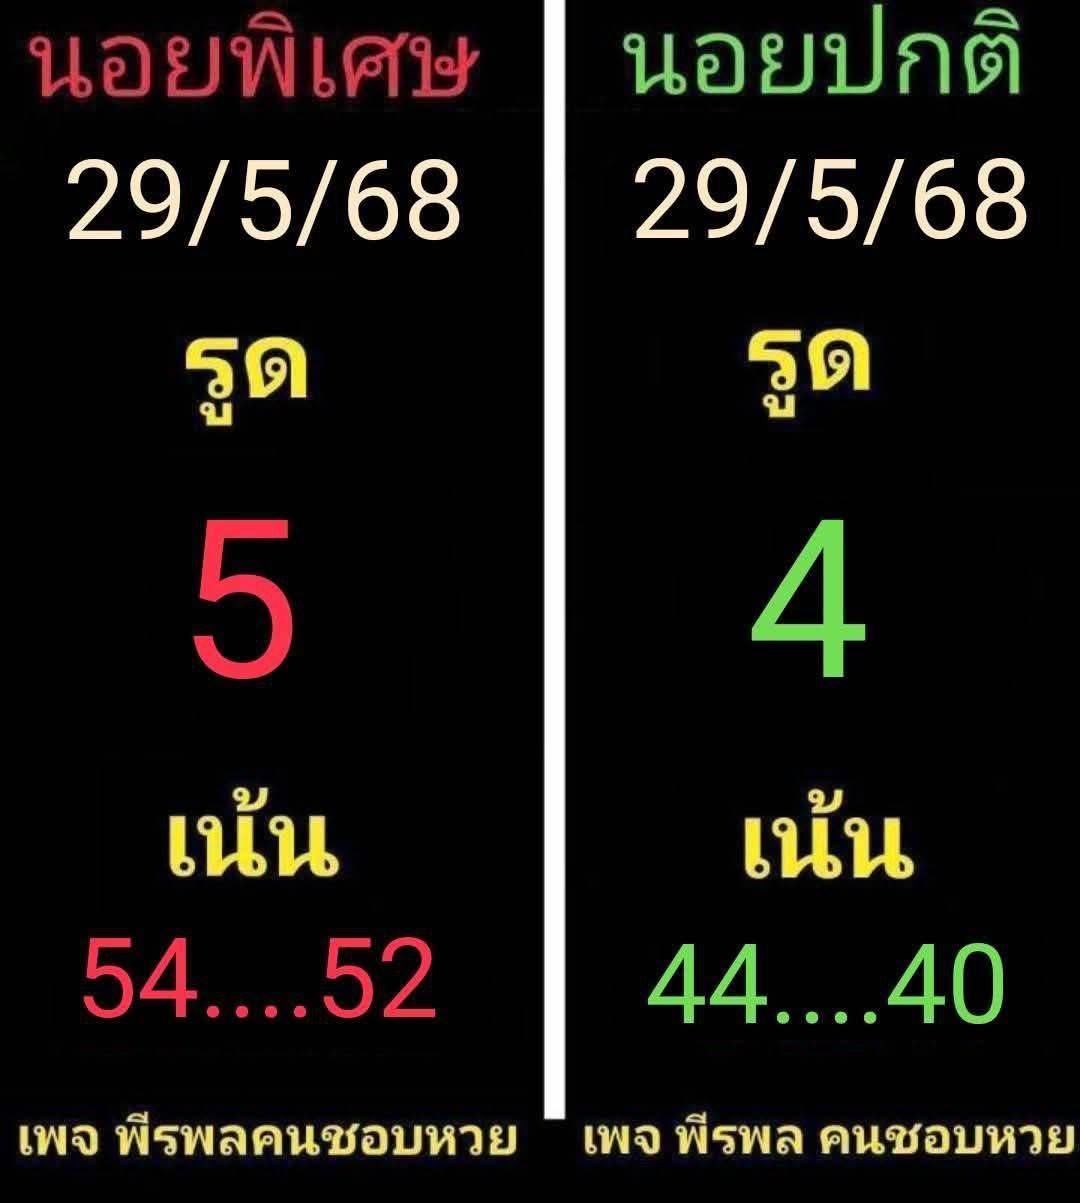 นอยพิเศษ
29/5/68
รูด
5
เน้น
54....52
เพจ พีรพลคนชอบหวย
นอยปกติ
29/5/68
รูด
4
เน้น
44....40
เพจ พีรพล คนชอบหวย